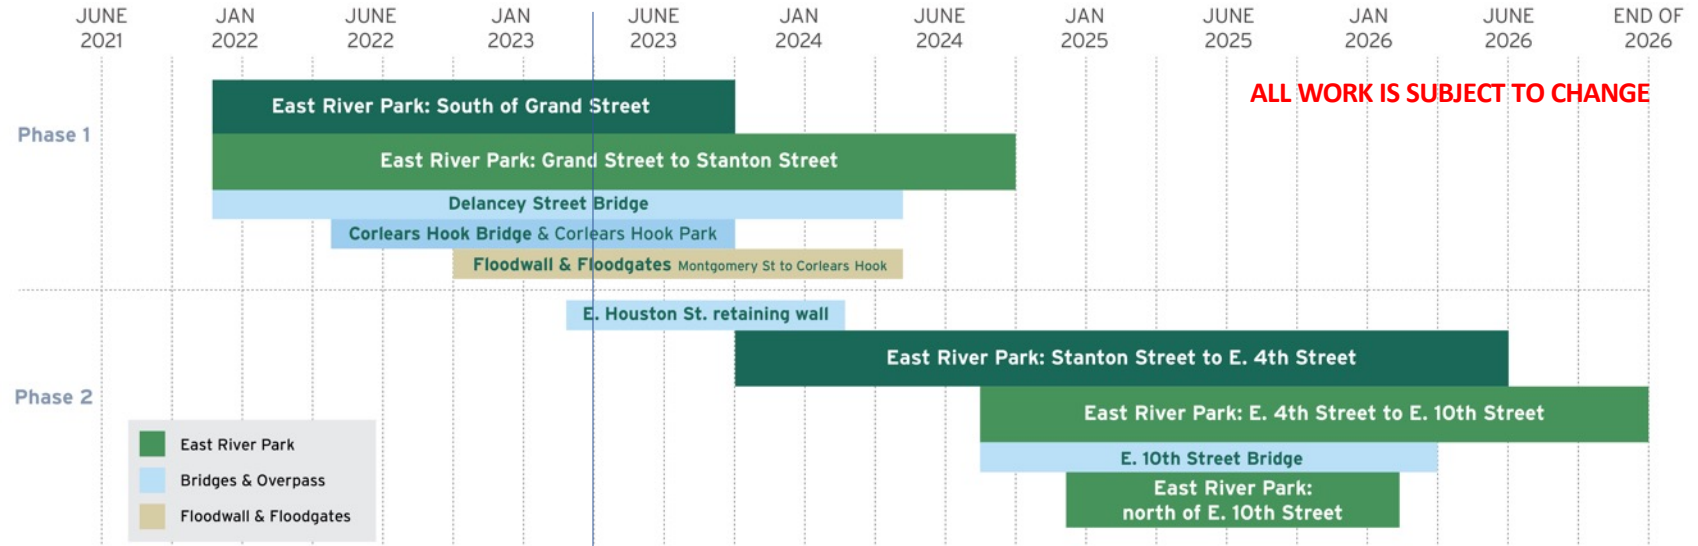 JUNE 2021
JAN 2022
JUNE 2022
JAN 2023
JUNE 2023
JAN 2024
JUNE 2024
JAN 2025
JUNE 2025
JAN 2026
JUNE 2026
END OF 2026
ALL WORK IS SUBJECT TO CHANGE
Phase 1
East River Park: South of Grand Street
East River Park: Grand Street to Stanton Street
Delancey Street Bridge
Corlears Hook Bridge & Corlears Hook Park
Floodwall & Floodgates Montgomery St to Corlears Hook
Phase 2
E. Houston St. retaining wall
East River Park: Stanton Street to E. 4th Street
East River Park: E. 4th Street to E. 10th Street
E. 10th Street Bridge
East River Park:
north of E. 10th Street
East River Park
Bridges & Overpass
Floodwall & Floodgates